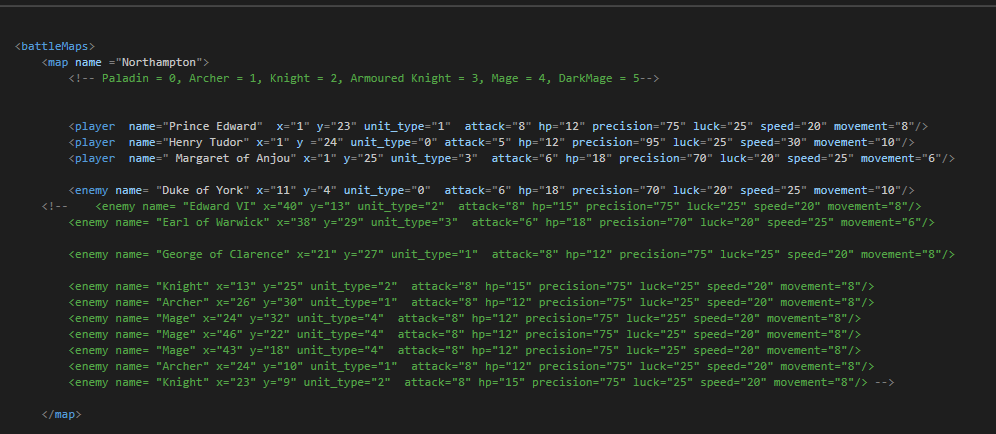 <battleMaps>
<map name ="Northampton">
<!-- Paladin = 0, Archer = 1, Knight = 2, Armoured Knight = 3, Mage = 4, DarkMage = 5-->
<player  name="Prince Edward"  x="1" y="23" unit_type="1"  attack="8" hp="12" precision="75" luck="25" speed="20" movement="8"/>
<player  name="Henry Tudor" x="1" y ="24" unit_type="0" attack="5" hp="12" precision="95" luck="25" speed="30" movement="10"/>
<player  name=" Margaret of Anjou" x="1" y="25" unit_type="3"  attack="6" hp="18" precision="70" luck="20" speed="25" movement="6"/>
<enemy name= "Duke of York" x="11" y="4" unit_type="0"  attack="6" hp="18" precision="70" luck="20" speed="25" movement="10"/>
<!--    <enemy name= "Edward VI" x="40" y="13" unit_type="2"  attack="8" hp="15" precision="75" luck="25" speed="20" movement="8"/>
<enemy name= "Earl of Warwick" x="38" y="29" unit_type="3"  attack="6" hp="18" precision="70" luck="20" speed="25" movement="6"/>
<enemy name= "George of Clarence" x="21" y="27" unit_type="1"  attack="8" hp="12" precision="75" luck="25" speed="20" movement="8"/>
<enemy name= "Knight" x="13" y="25" unit_type="2"  attack="8" hp="15" precision="75" luck="25" speed="20" movement="8"/>
<enemy name= "Archer" x="26" y="30" unit_type="1"  attack="8" hp="12" precision="75" luck="25" speed="20" movement="8"/>
<enemy name= "Mage" x="24" y="32" unit_type="4"  attack="8" hp="12" precision="75" luck="25" speed="20" movement="8"/>
<enemy name= "Mage" x="46" y="22" unit_type="4"  attack="8" hp="12" precision="75" luck="25" speed="20" movement="8"/>
<enemy name= "Mage" x="43" y="18" unit_type="4"  attack="8" hp="12" precision="75" luck="25" speed="20" movement="8"/>
<enemy name= "Archer" x="24" y="10" unit_type="1"  attack="8" hp="12" precision="75" luck="25" speed="20" movement="8"/>
<enemy name= "Knight" x="23" y="9" unit_type="2"  attack="8" hp="15" precision="75" luck="25" speed="20" movement="8"/> -->
</map>